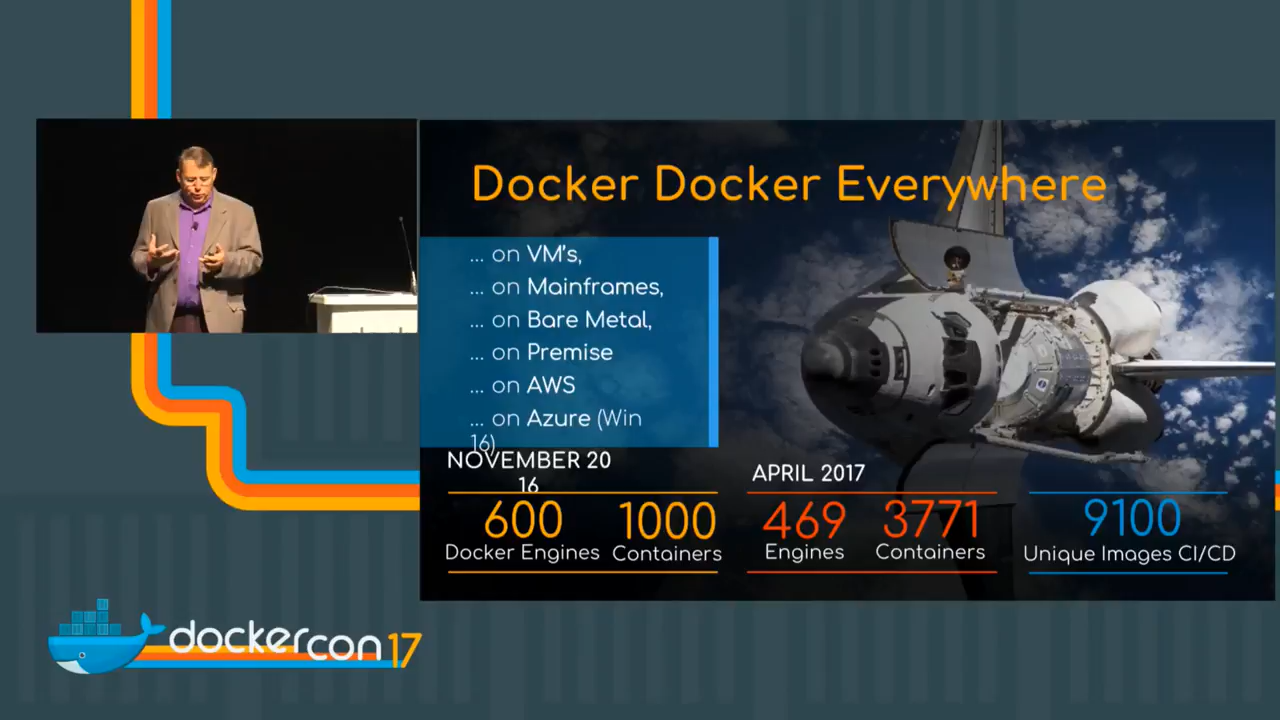 Docker Docker Everywhere
... on VM's,
... on Mainframes,
... on Bare Metal,
... on Premise
... on AWS
... on Azure (Win
16)
NOVEMBER 20
16
600
Docker Engines
1000
Containers
APRIL 2017
469
Engines
3771
Containers
9100
Unique Images CI/CD
dockercon17